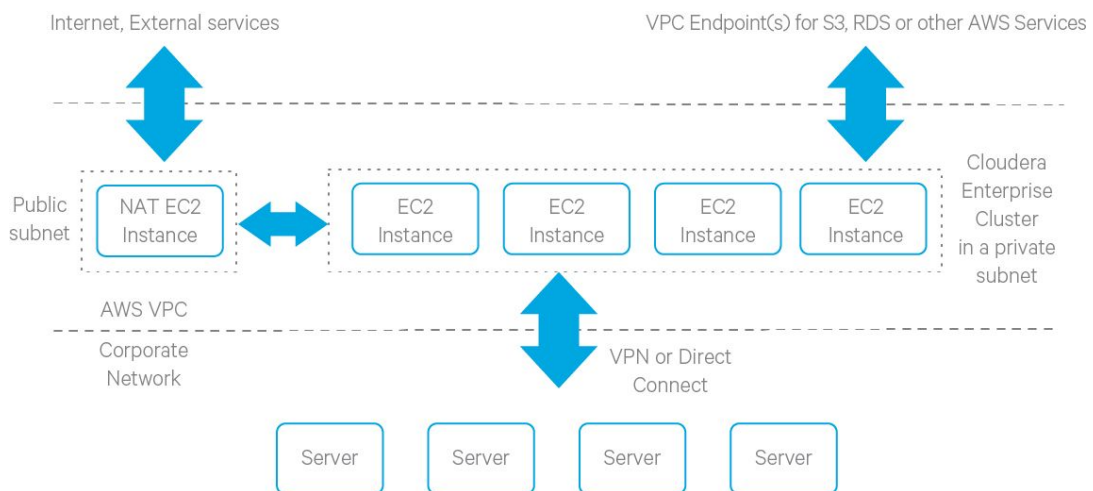 Internet, External services
VPC Endpoint(s) for S3, RDS or other AWS Services
Public
subnet
NAT EC2
Instance
EC2
Instance
EC2
Instance
EC2
Instance
EC2
Instance
Cloudera
Enterprise
Cluster
in a private
subnet
AWS VPC
Corporate
Network
VPN or Direct
Connect
Server
Server
Server
Server